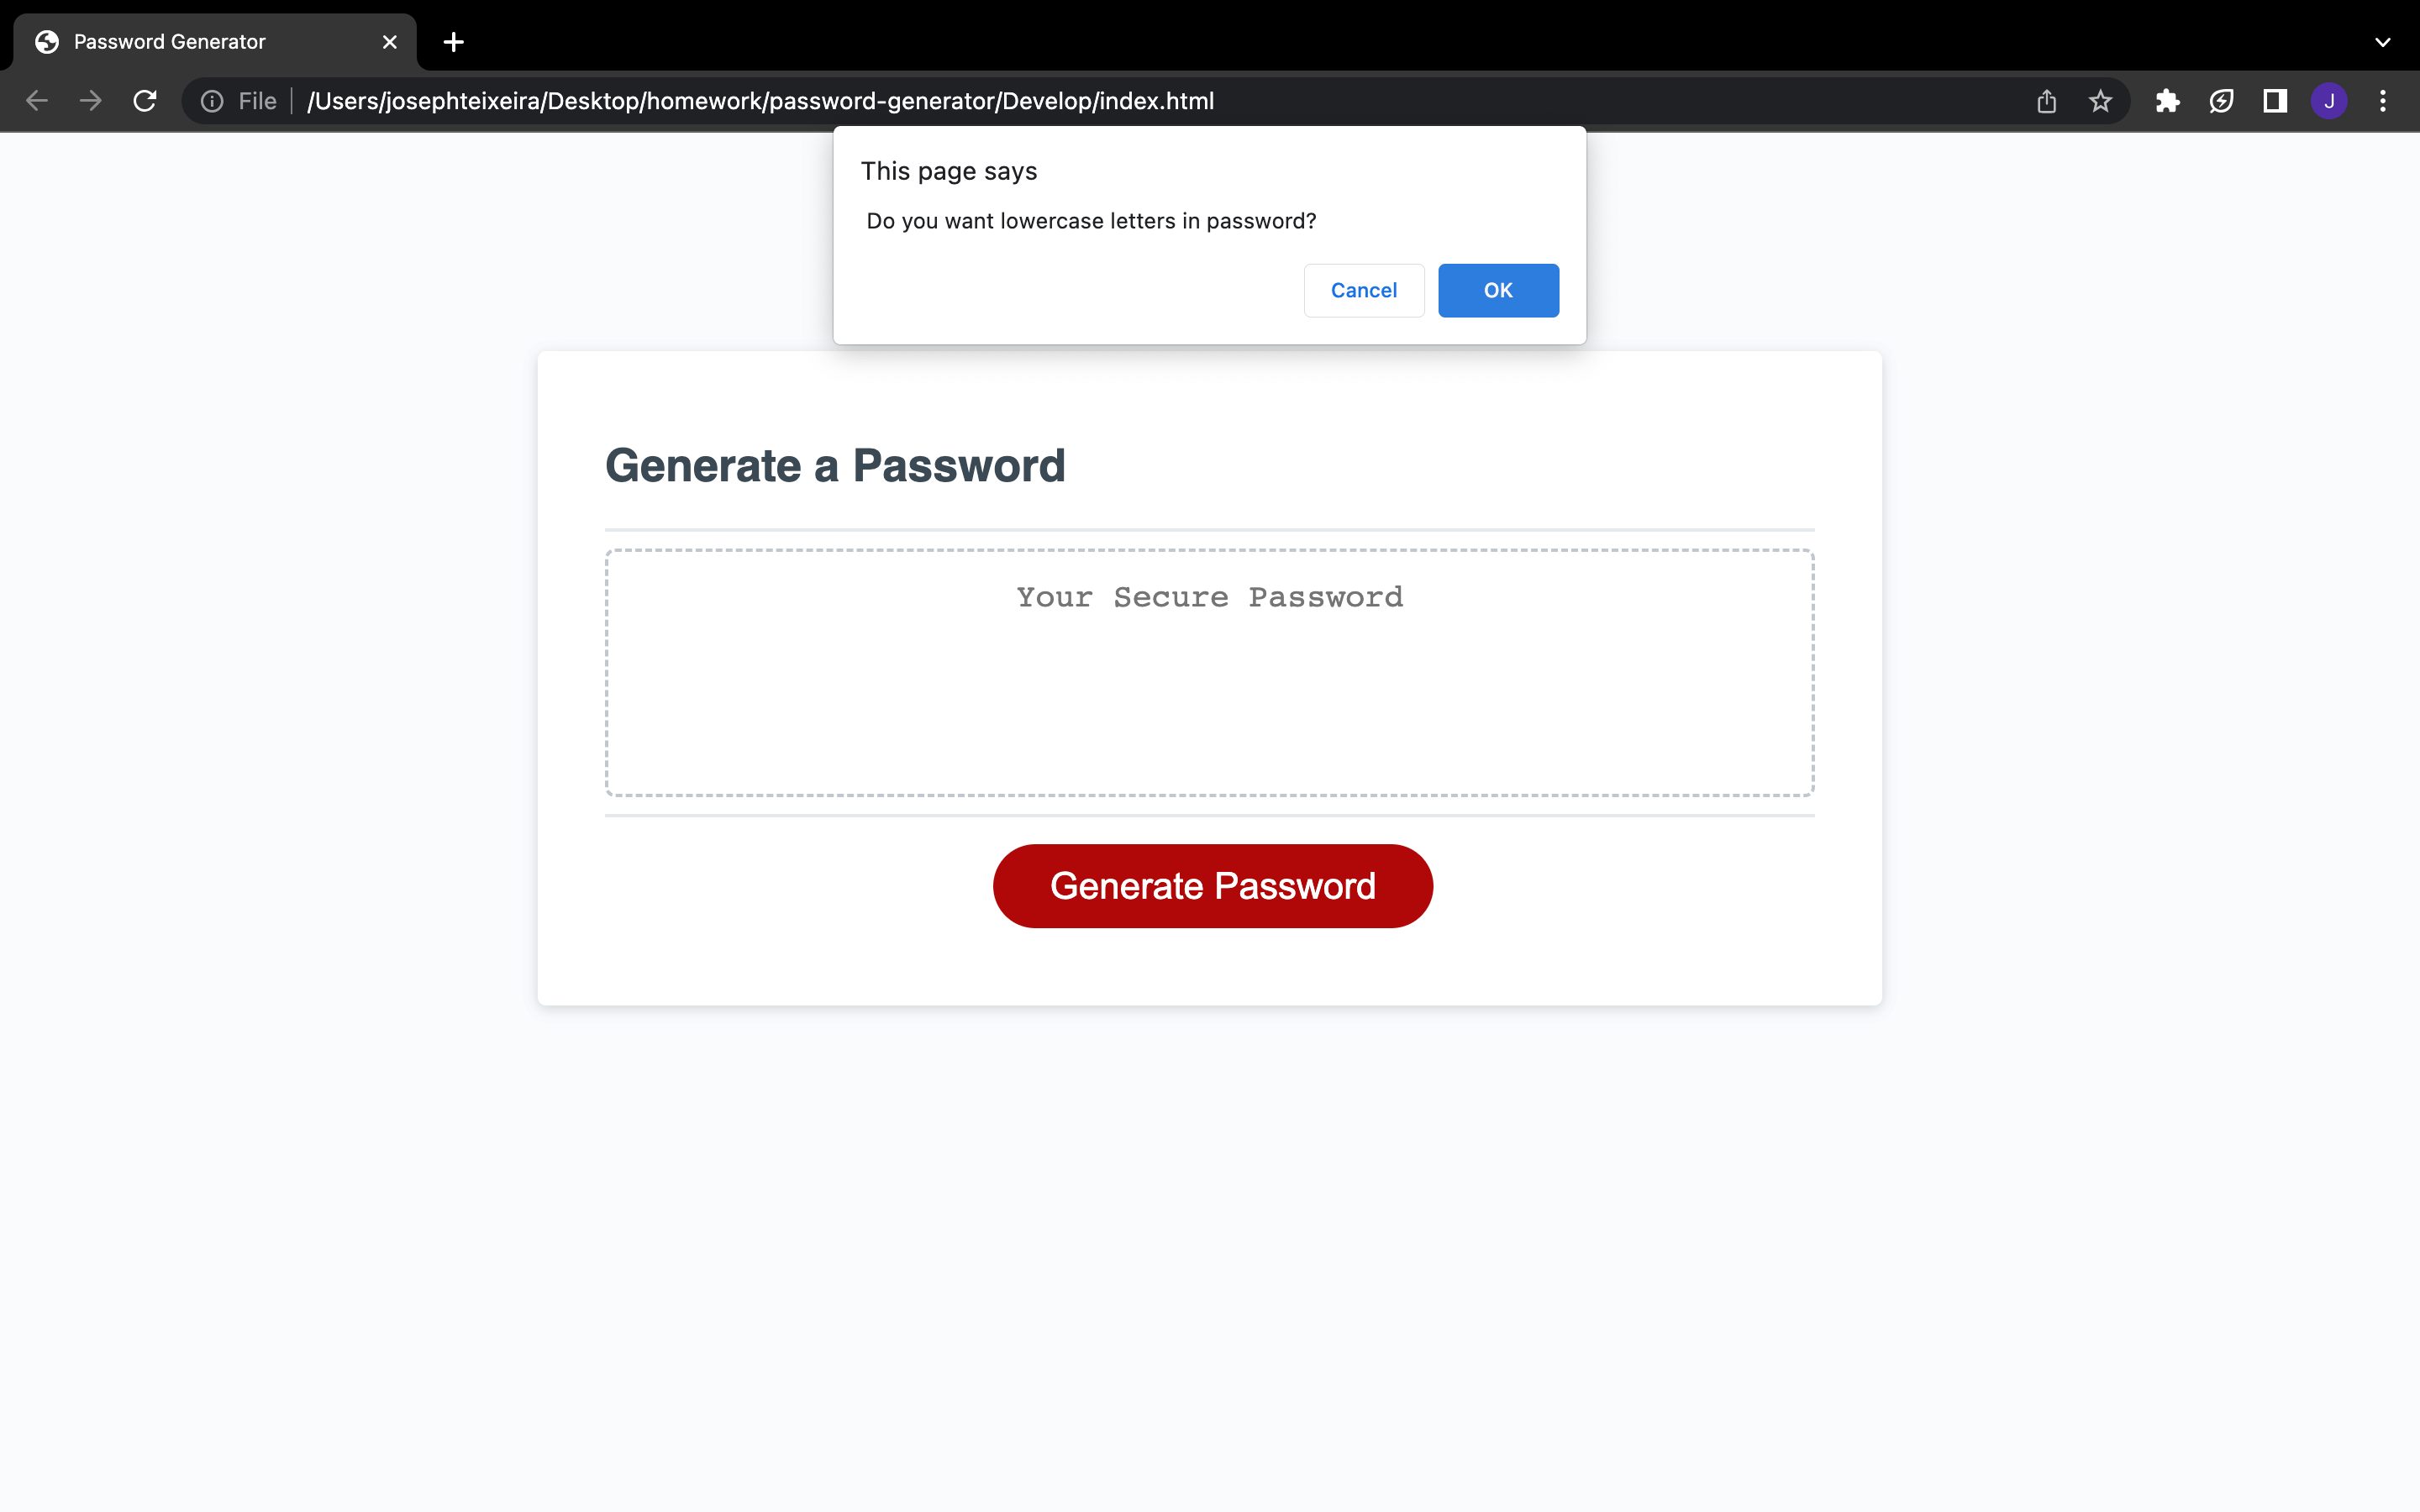 Password Generator
File /Users/josephteixeira/Desktop/homework/password-generator/Develop/index.html
J
This page says
Do you want lowercase letters in password?
Cancel OK
Generate a Password
Your Secure Password
Generate Password